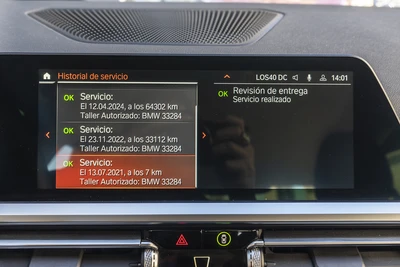 Historial de servicio
LOS40 DC 14:01
OK Servicio:
El 12.04.2024, a los 64302 km
Taller Autorizado: BMW 33284
OK Servicio:
El 23.11.2022, a los 33112 km
Taller Autorizado: BMW 33284
OK Servicio:
El 13.07.2021, a los 7 km
Taller Autorizado: BMW 33284
OK Revisión de entrega
Servicio realizado